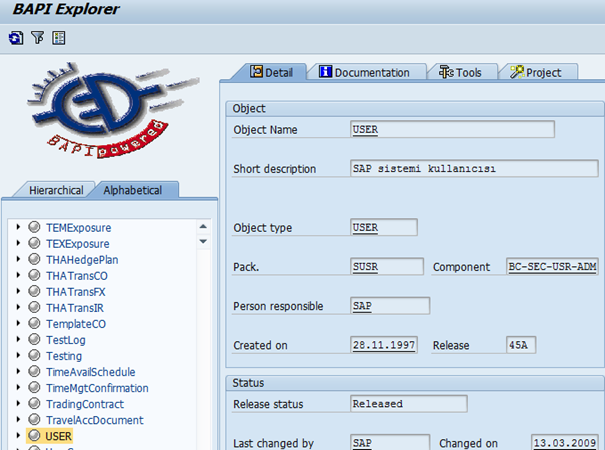 BAPI Explorer
BAPI powered
Hierarchical
Alphabetical
TEMExposure
TEXExposure
THAHedgePlan
THATransCO
THATransFX
THATransIR
TemplateCO
TestLog
Testing
TimeAvailSchedule
TimeMgtConfirmation
TradingContract
TravelAccDocument
USER
Detail
Documentation
Tools
Project
Object
Object Name USER
Short description SAP sistemi kullanıcısı
Object type USER
Pack. SUSR Component BC-SEC-USR-ADM
Person responsible SAP
Created on 28.11.1997 Release 45A
Status
Release status Released
Last changed by SAP Changed on 13.03.2009